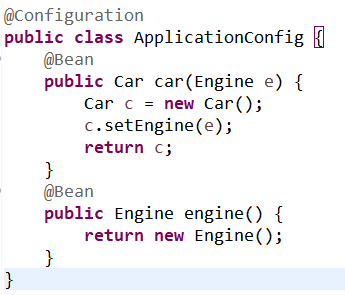 @Configuration
public class ApplicationConfig {
    @Bean
    public Car car(Engine e) {
        Car c = new Car();
        c.setEngine(e);
        return c;
    }
    @Bean
    public Engine engine() {
        return new Engine();
    }
}